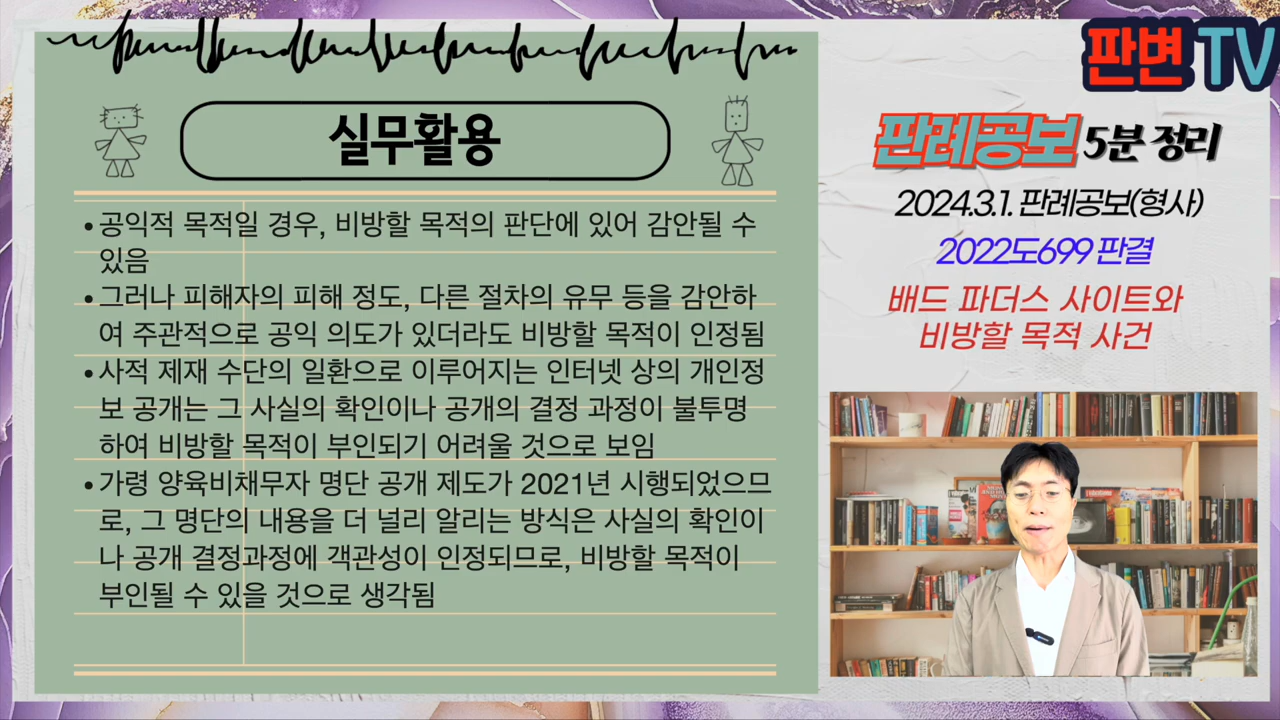 실무활용
• 공익적 목적일 경우, 비방할 목적의 판단에 있어 감안될 수
있음
• 그러나 피해자의 피해 정도, 다른 절차의 유무 등을 감안하
여 주관적으로 공익 의도가 있더라도 비방할 목적이 인정됨
• 사적 제재 수단의 일환으로 이루어지는 인터넷 상의 개인정
보 공개는 그 사실의 확인이나 공개의 결정 과정이 불투명
하여 비방할 목적이 부인되기 어려울 것으로 보임
• 가령 양육비채무자 명단 공개 제도가 2021년 시행되었으므
로, 그 명단의 내용을 더 널리 알리는 방식은 사실의 확인이
나 공개 결정과정에 객관성이 인정되므로, 비방할 목적이
부인될 수 있을 것으로 생각됨
판변 TV
판례공보 5분 정리
2024.3.1. 판례공보(형사)
2022도699 판결
배드 파더스 사이트와
비방할 목적 사건